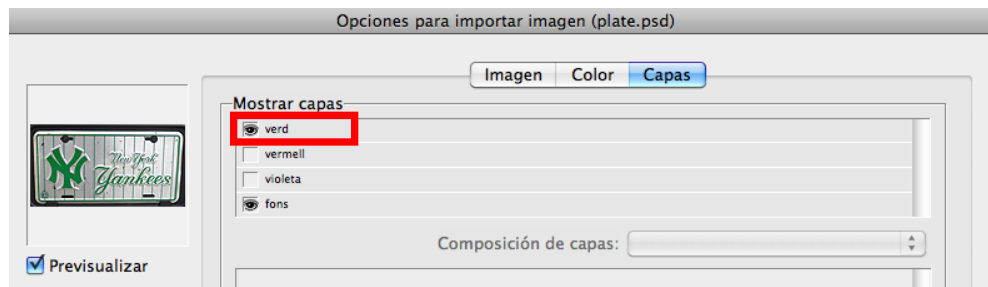 Opciones para importar imagen (plate.psd)
Imagen Color Capas
Mostrar capas
verd
vermell
violeta
fons
New York
NY Yankees
Composición de capas:
Previsualizar